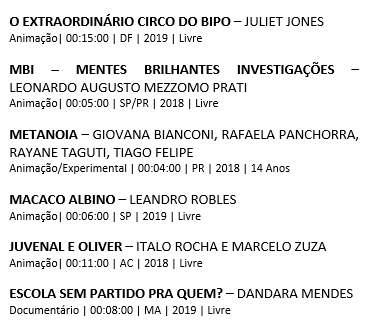 O EXTRAORDINÁRIO CIRCO DO BIPO – JULIET JONES
Animação| 00:15:00 | DF | 2019 | Livre
MBI – MENTES BRILHANTES INVESTIGAÇÕES –
LEONARDO AUGUSTO MEZZOMO PRATI
Animação| 00:05:00 | SP/PR | 2018 | Livre
METANOIA – GIOVANA BIANCONI, RAFAELA PANCHORRA,
RAYANE TAGUTI, TIAGO FELIPE
Animação/Experimental | 00:04:00 | PR | 2018 | 14 Anos
MACACO ALBINO – LEANDRO ROBLES
Animação| 00:06:00 | SP | 2019 | Livre
JUVENAL E OLIVER – ITALO ROCHA E MARCELO ZUZA
Animação| 00:11:00 | AC | 2018 | Livre
ESCOLA SEM PARTIDO PRA QUEM? – DANDARA MENDES
Documentário | 00:08:00 | MA | 2019 | Livre